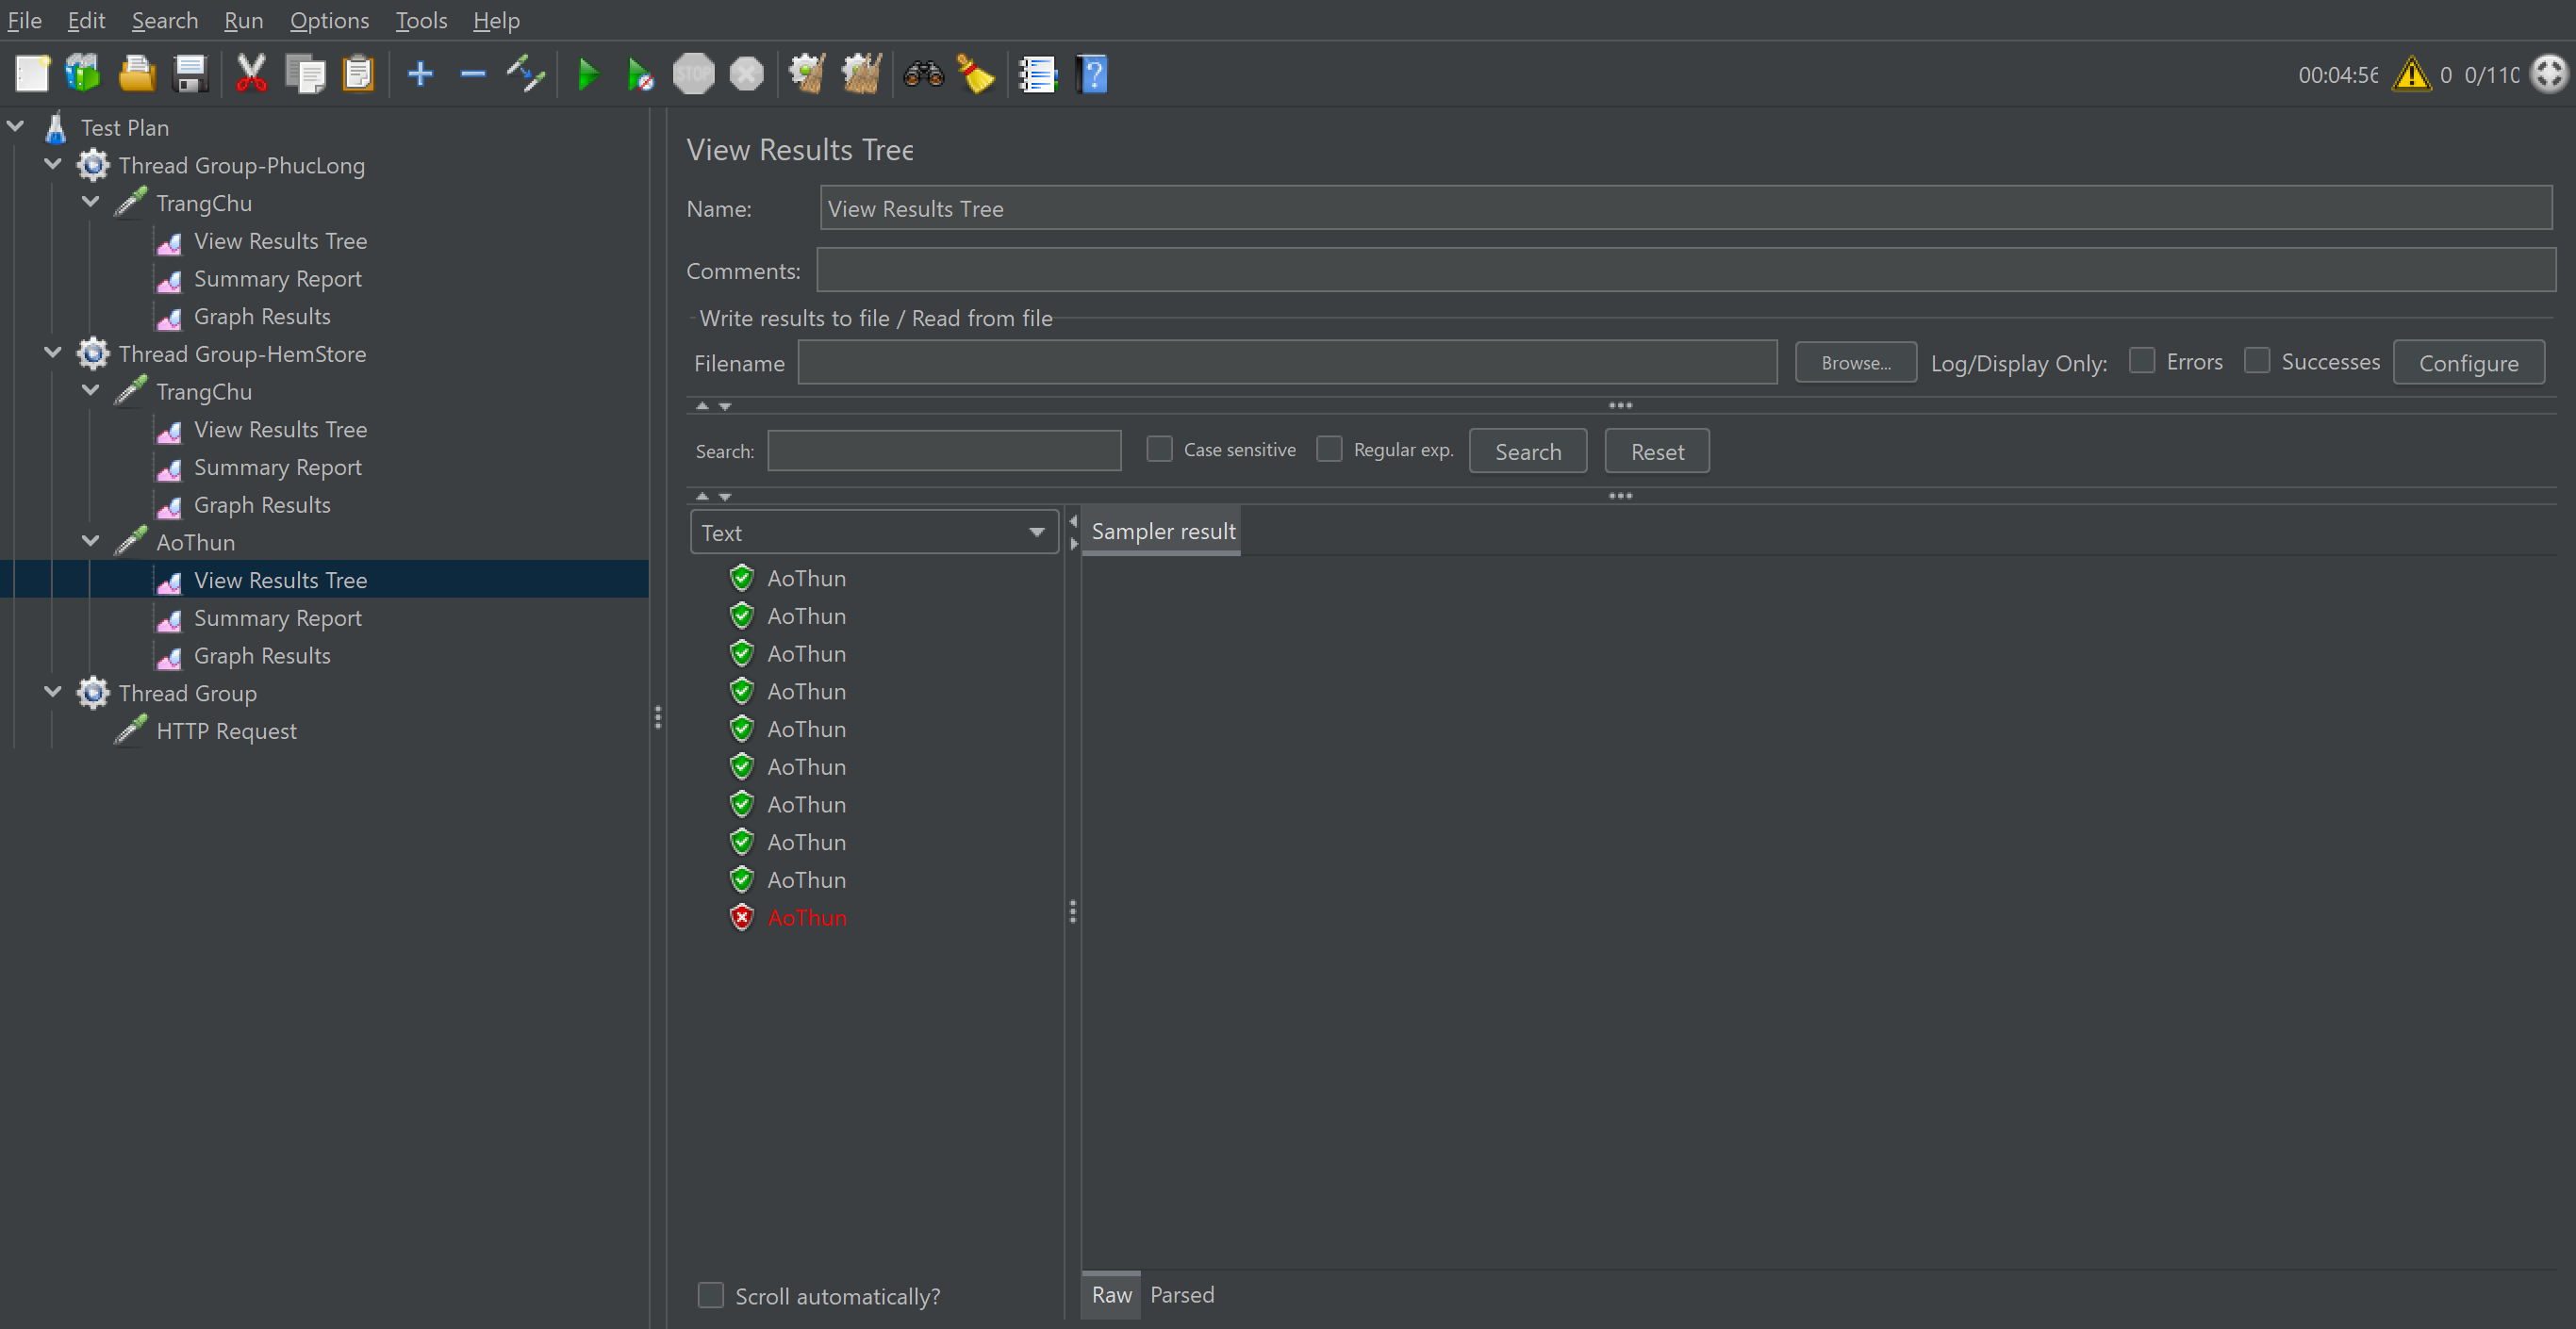 File Edit Search Run Options Tools Help
STOP
00:04:56 0 0/110
Test Plan
Thread Group-PhucLong
TrangChu
View Results Tree
Summary Report
Graph Results
Thread Group-HemStore
TrangChu
View Results Tree
Summary Report
Graph Results
AoThun
View Results Tree
Summary Report
Graph Results
Thread Group
HTTP Request
View Results Tree
Name: View Results Tree
Comments:
Write results to file / Read from file
Filename Browse... Log/Display Only: Errors Successes Configure
Search: Case sensitive Regular exp. Search Reset
Text
Sampler result
AoThun
AoThun
AoThun
AoThun
AoThun
AoThun
AoThun
AoThun
AoThun
AoThun
Scroll automatically?
Raw Parsed